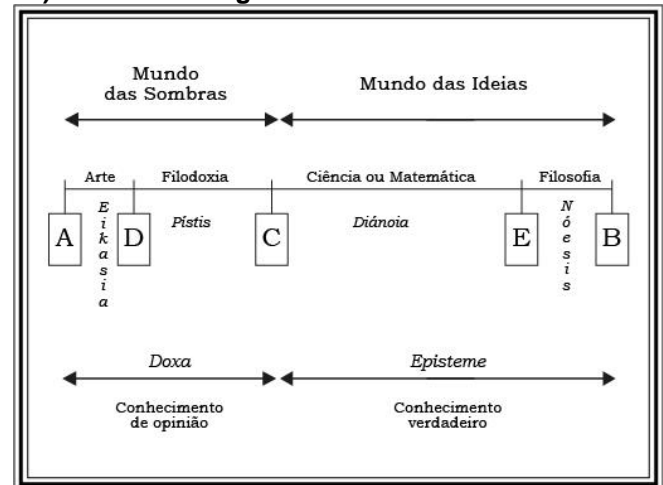 Mundo
das Sombras
Mundo das Ideias
Arte
Filodoxia
Ciência ou Matemática
Filosofia
Eikasia
Pístis
Diánoia
Nóesis
A
D
C
E
B
Doxa
Episteme
Conhecimento
de opinião
Conhecimento
verdadeiro